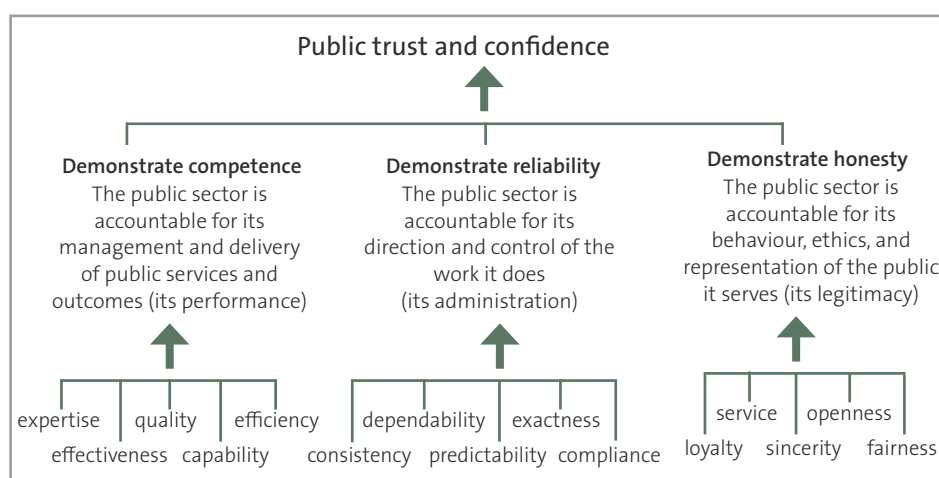 Public trust and confidence
Demonstrate competence
The public sector is
accountable for its
management and delivery
of public services and
outcomes (its performance)
Demonstrate reliability
The public sector is
accountable for its
direction and control of the
work it does
(its administration)
Demonstrate honesty
The public sector is
accountable for its
behaviour, ethics, and
representation of the public
it serves (its legitimacy)
expertise quality efficiency
effectiveness capability
dependability exactness
consistency predictability compliance
service openness
loyalty sincerity fairness